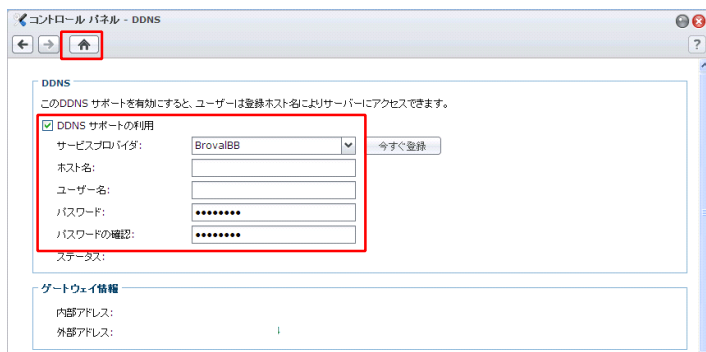 コントロール パネル - DDNS
?
DDNS
このDDNS サポートを有効にすると、ユーザーは登録ホスト名によりサーバーにアクセスできます。
DDNS サポートの利用
サービスプロバイダ: BrovalBB 今すぐ登録
ホスト名:
ユーザー名:
パスワード: ••••••••
パスワードの確認: ••••••••
ステータス:
ゲートウェイ情報
内部アドレス:
外部アドレス: